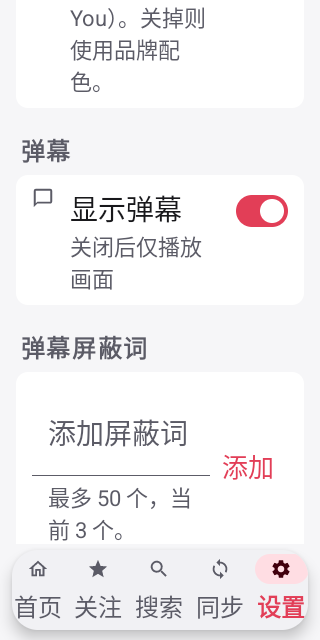 You）。关掉则
使用品牌配
色。
弹幕
显示弹幕
关闭后仅播放
画面
弹幕屏蔽词
添加屏蔽词
添加
最多 50 个，当
前 3 个。
首页 关注 搜索 同步 设置